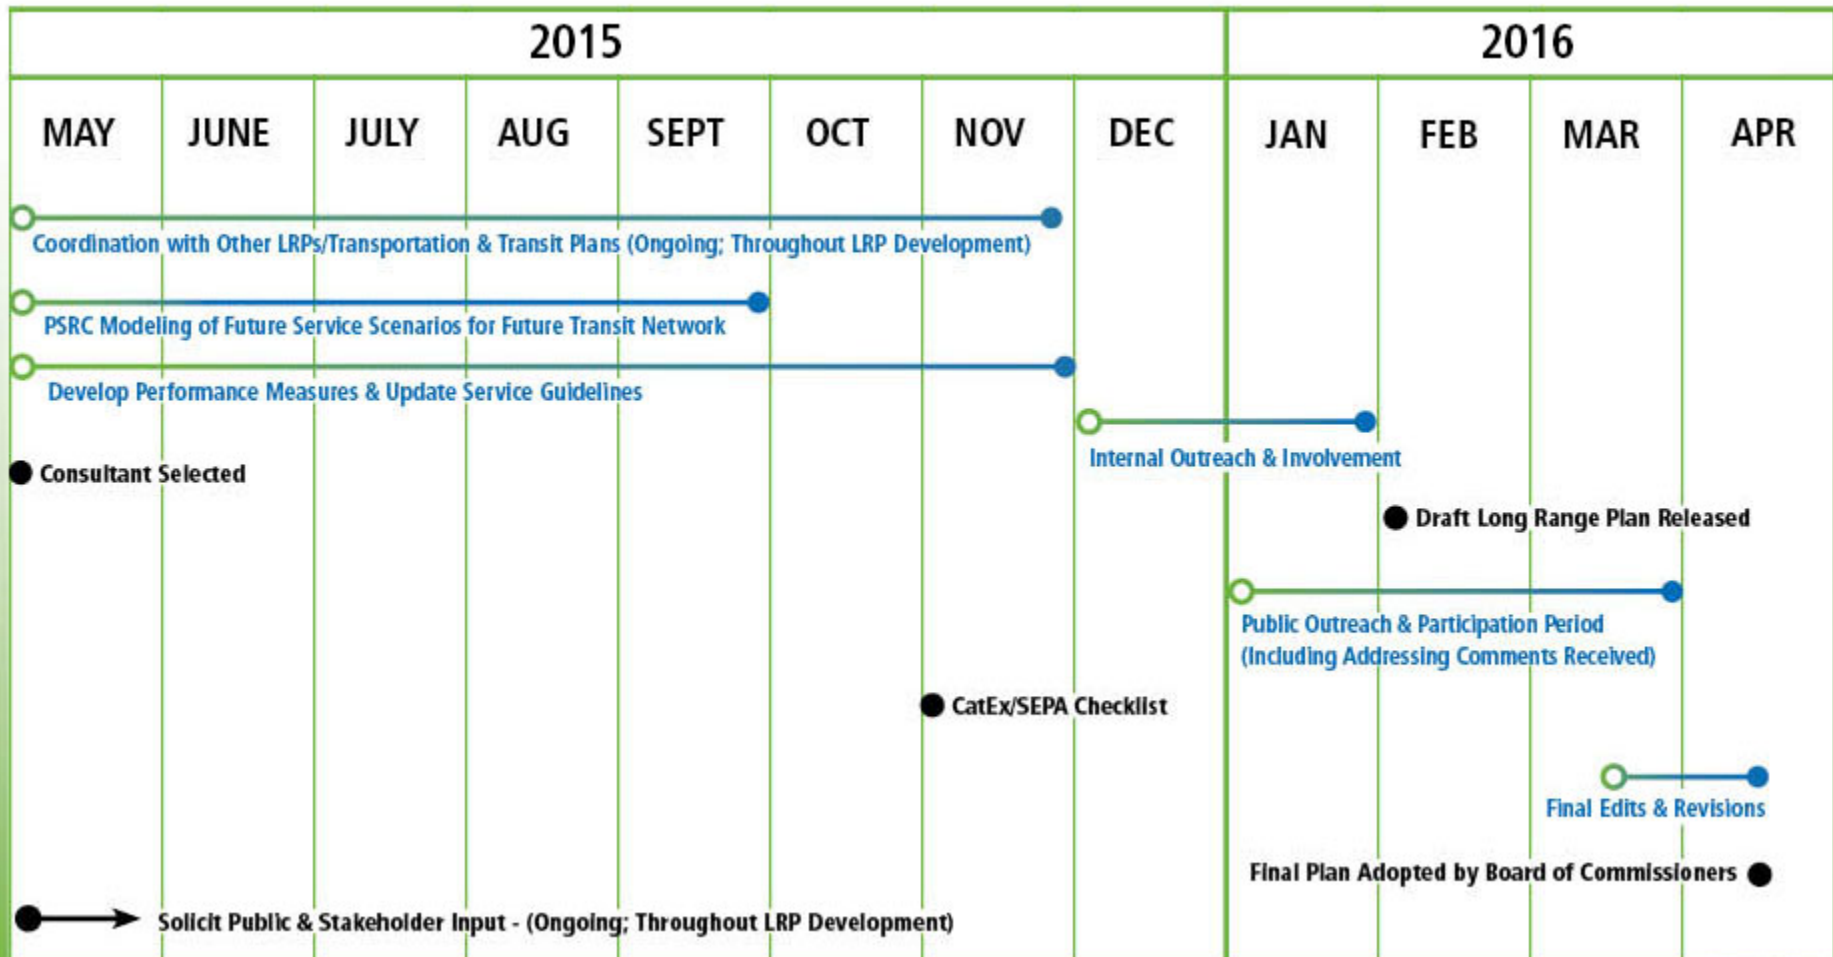 2015
2016
MAY JUNE JULY AUG SEPT OCT NOV DEC JAN FEB MAR APR
Coordination with Other LRPs/Transportation & Transit Plans (Ongoing; Throughout LRP Development)
PSRC Modeling of Future Service Scenarios for Future Transit Network
Develop Performance Measures & Update Service Guidelines
Internal Outreach & Involvement
Consultant Selected
Draft Long Range Plan Released
Public Outreach & Participation Period
(Including Addressing Comments Received)
CatEx/SEPA Checklist
Final Edits & Revisions
Final Plan Adopted by Board of Commissioners
Solicit Public & Stakeholder Input - (Ongoing; Throughout LRP Development)